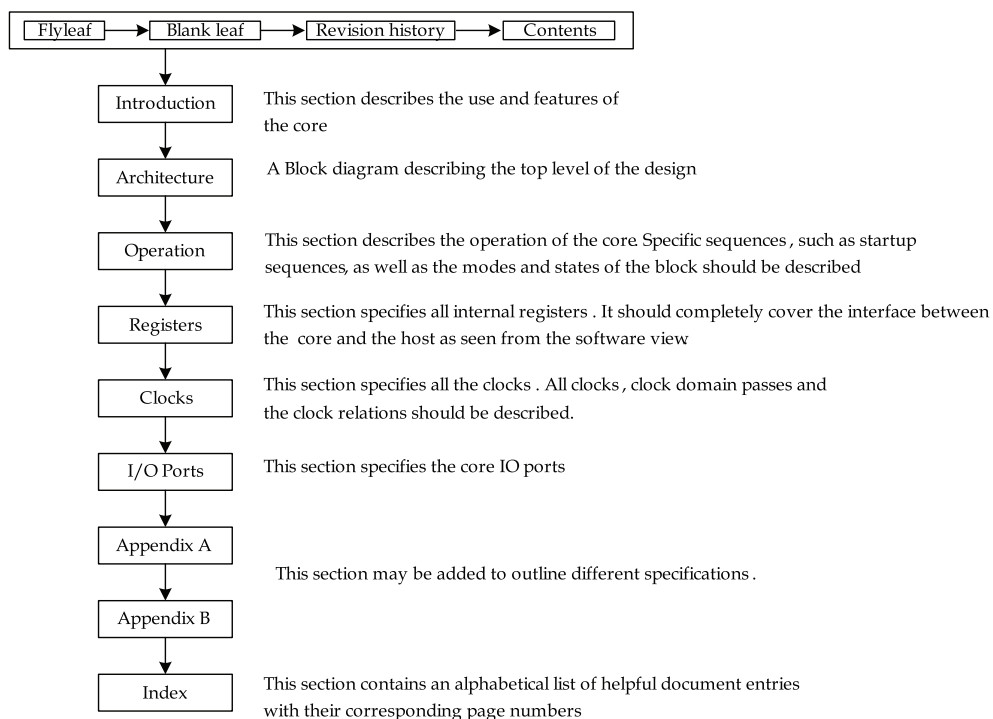 Flyleaf Blank leaf Revision history Contents
Introduction
This section describes the use and features of
the core
Architecture
A Block diagram describing the top level of the design
Operation
This section describes the operation of the core. Specific sequences, such as startup
sequences, as well as the modes and states of the block should be described
Registers
This section specifies all internal registers. It should completely cover the interface between
the core and the host as seen from the software view.
Clocks
This section specifies all the clocks. All clocks, clock domain passes and
the clock relations should be described.
I/O Ports
This section specifies the core IO ports
Appendix A
This section may be added to outline different specifications.
Appendix B
Index
This section contains an alphabetical list of helpful document entries
with their corresponding page numbers